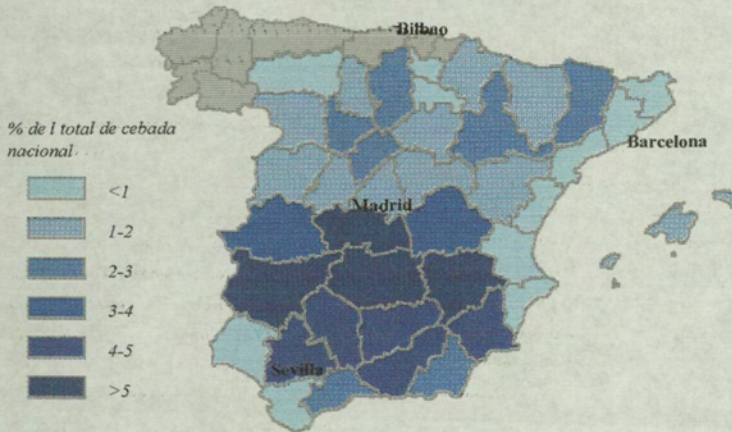 Bilbao
% de l total de cebada
nacional
Barcelona
<1
Madrid
1-2
2-3
3-4
4-5
Sevilla
>5